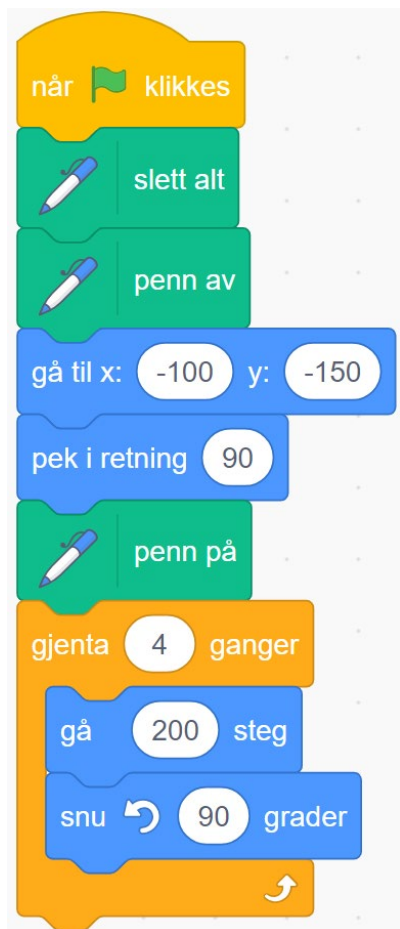 når klikkes
slett alt
penn av
gå til x: -100 y: -150
pek i retning 90
penn på
gjenta 4 ganger
gå 200 steg
snu 90 grader